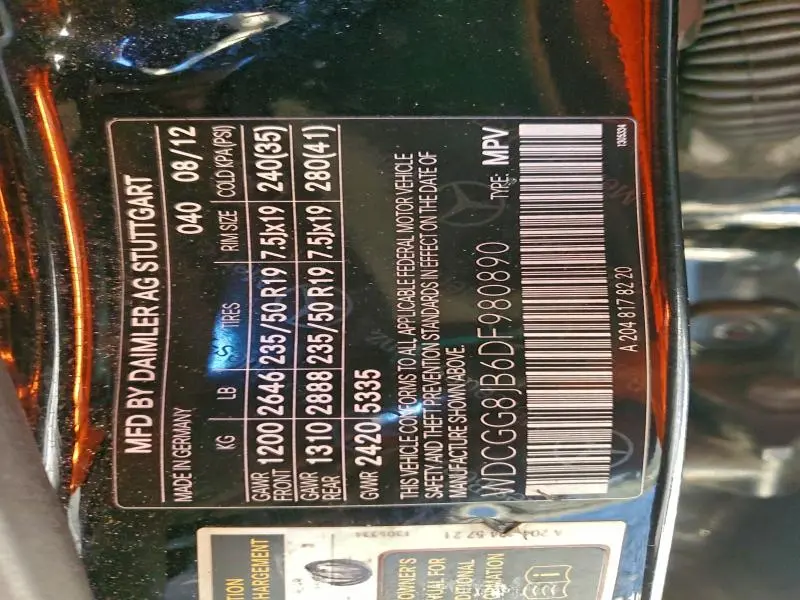 MFD BY DAIMLER AG STUTTGART
MADE IN GERMANY 040 08/12
KG LB TIRES RIM SIZE COLD KPA(PSI)
GAWR FRONT 1200 2646 235/50 R19 7.5Jx19 240(35)
GAWR REAR 1310 2888 235/50 R19 7.5Jx19 280(41)
GVWR 2420 5335
THIS VEHICLE CONFORMS TO ALL APPLICABLE FEDERAL MOTOR VEHICLE
SAFETY AND THEFT PREVENTION STANDARDS IN EFFECT ON THE DATE OF
MANUFACTURE SHOWN ABOVE.
WDCGG8JB6DF980890 TYPE: MPV
A 204 817 82 20 1305334
1305334